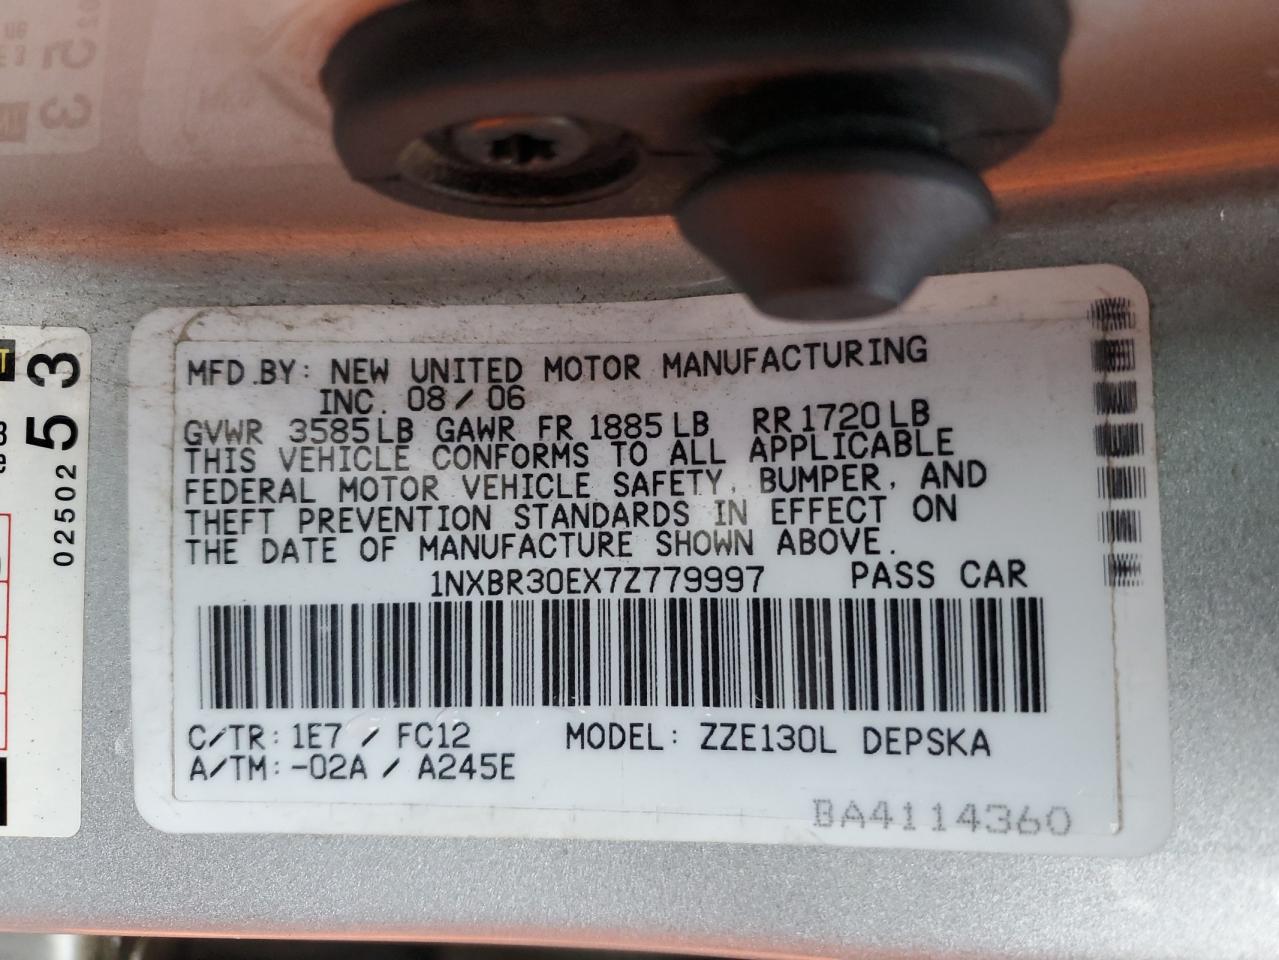 MFD.BY: NEW UNITED MOTOR MANUFACTURING
INC. 08/06
GVWR 3585LB GAWR FR 1885LB RR1720LB
THIS VEHICLE CONFORMS TO ALL APPLICABLE
FEDERAL MOTOR VEHICLE SAFETY, BUMPER, AND
THEFT PREVENTION STANDARDS IN EFFECT ON
THE DATE OF MANUFACTURE SHOWN ABOVE.
1NXBR30EX7Z779997 PASS CAR
C/TR: 1E7 / FC12 MODEL: ZZE130L DEPSKA
A/TM: -02A / A245E
BA4114360
02502 53